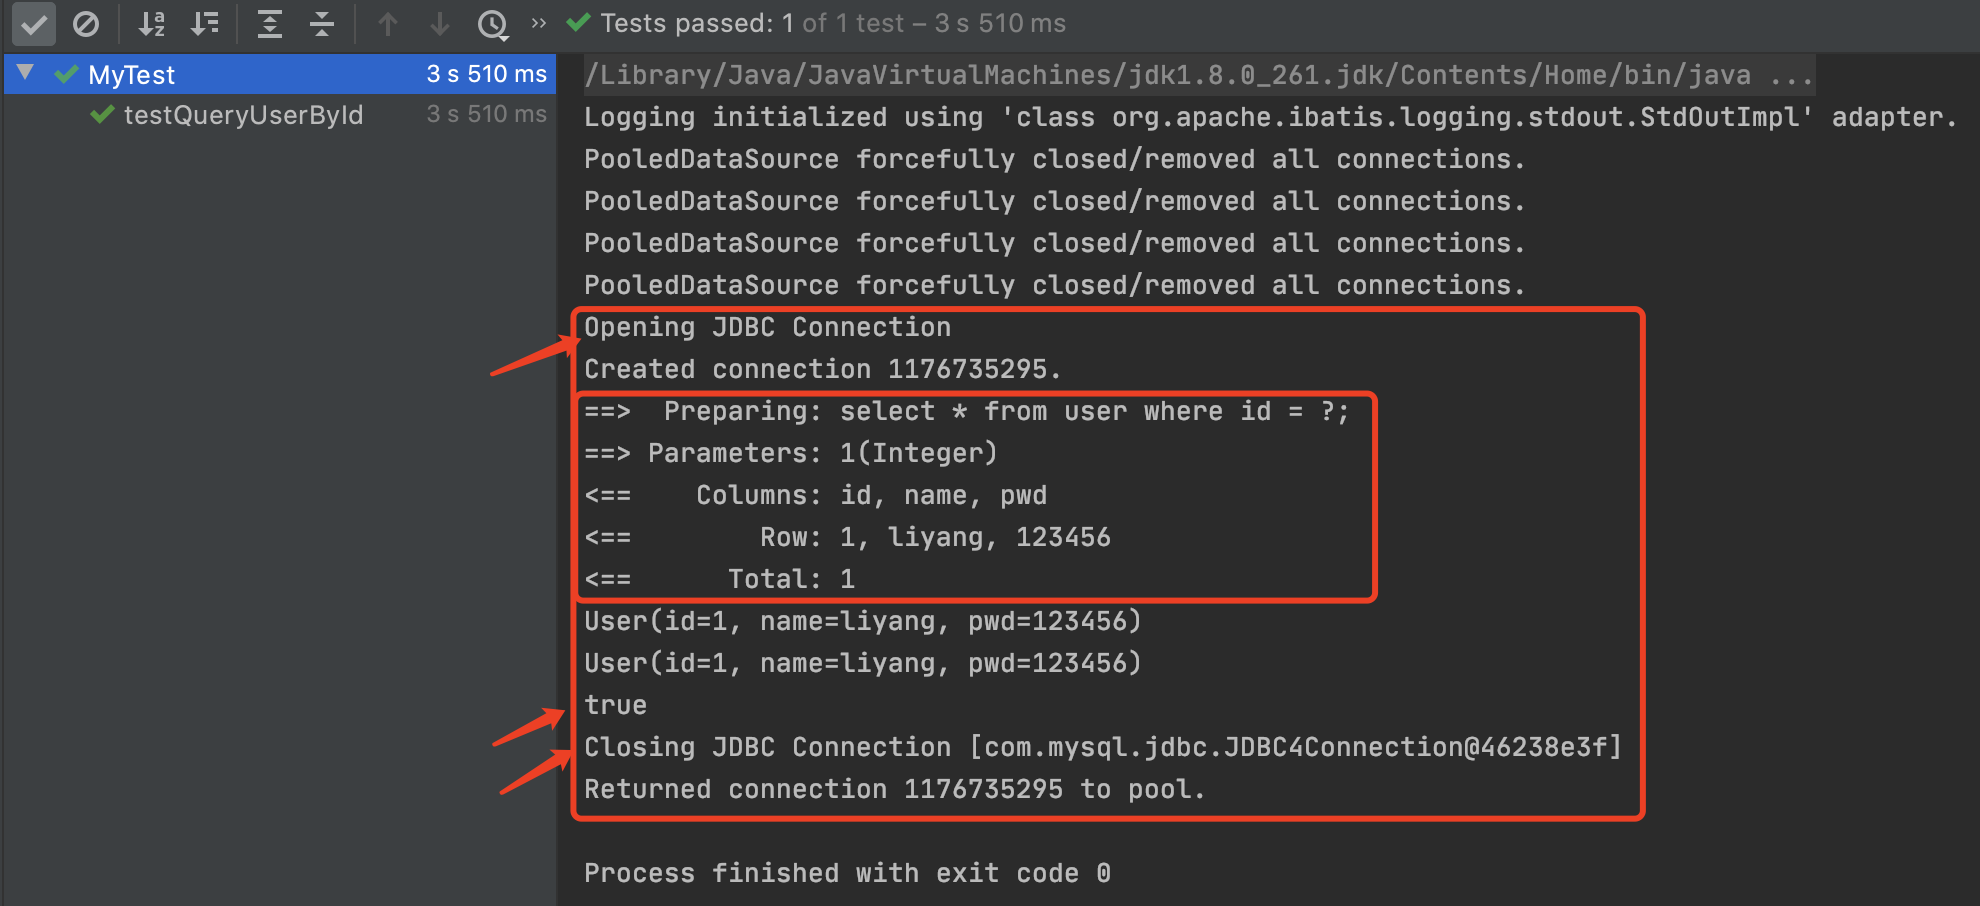 Tests passed: 1 of 1 test – 3 s 510 ms
MyTest 3 s 510 ms
testQueryUserById 3 s 510 ms
/Library/Java/JavaVirtualMachines/jdk1.8.0_261.jdk/Contents/Home/bin/java ...
Logging initialized using 'class org.apache.ibatis.logging.stdout.StdOutImpl' adapter.
PooledDataSource forcefully closed/removed all connections.
PooledDataSource forcefully closed/removed all connections.
PooledDataSource forcefully closed/removed all connections.
PooledDataSource forcefully closed/removed all connections.
Opening JDBC Connection
Created connection 1176735295.
==>  Preparing: select * from user where id = ?;
==> Parameters: 1(Integer)
<==    Columns: id, name, pwd
<==        Row: 1, liyang, 123456
<==      Total: 1
User(id=1, name=liyang, pwd=123456)
User(id=1, name=liyang, pwd=123456)
true
Closing JDBC Connection [com.mysql.jdbc.JDBC4Connection@46238e3f]
Returned connection 1176735295 to pool.
Process finished with exit code 0